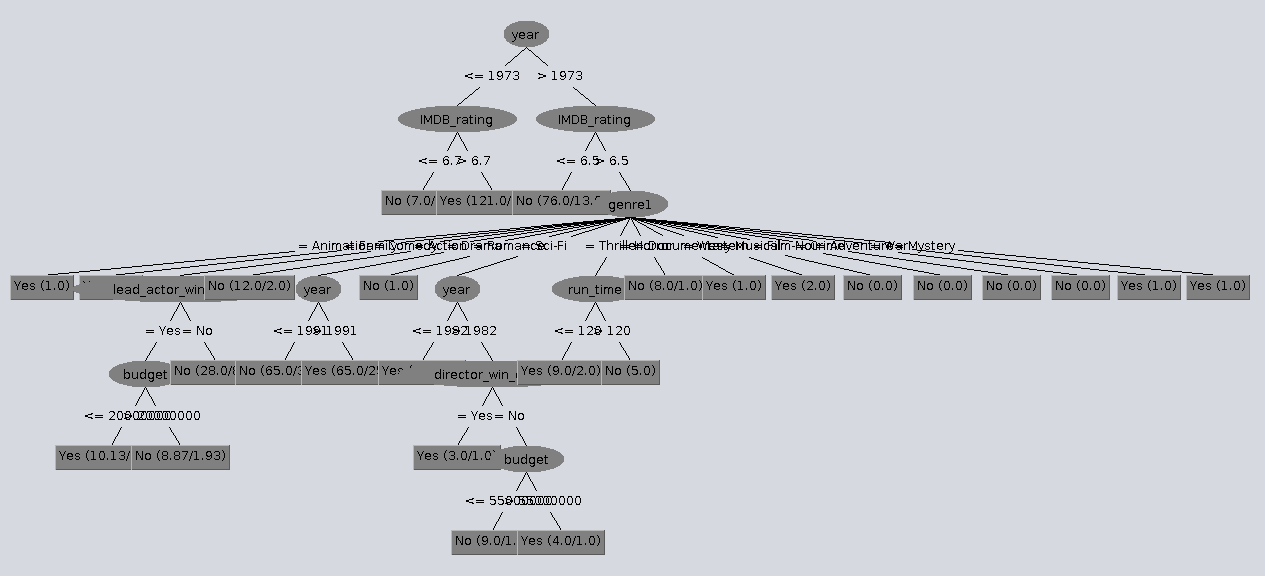 year
<= 1973 > 1973
IMDB_rating IMDB_rating
<= 6.7 > 6.7 <= 6.5 > 6.5
No (7.0/ Yes (121.0/ No (76.0/13. genre1
= Animation = Family = Comedy = Action = Drama = Romance = Sci-Fi = Thriller = Horror = Documentary = Western = Musical = Film-Noir = Crime = Adventure = War = Mystery
Yes (1.0) lead_actor_win No (12.0/2.0) year No (1.0) year run_time No (8.0/1.0) Yes (1.0) Yes (2.0) No (0.0) No (0.0) No (0.0) No (0.0) Yes (1.0) Yes (1.0)
= Yes = No <= 1991 > 1991 <= 1982 > 1982 <= 120 > 120
budget No (28.0/ No (65.0/3 Yes (65.0/2 Yes director_win_ Yes (9.0/2.0) No (5.0)
= Yes = No
Yes (10.13/ No (8.87/1.93) Yes (3.0/1.0 budget
No (9.0/1. Yes (4.0/1.0)